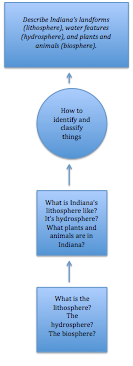 Describe Indiana's landforms
(lithosphere), water features
(hydrosphere), and plants and
animals (biosphere).
How to
identify and
classify
things
What is Indiana's
lithosphere like?
It's hydrosphere?
What plants and
animals are in
Indiana?
What is the
lithosphere?
The
hydrosphere?
The biosphere?